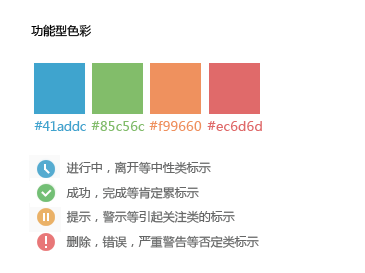 功能型色彩
#41addc #85c56c #f99660 #ec6d6d
进行中，离开等中性类标示
成功，完成等肯定累标示
提示，警示等引起关注类的标示
删除，错误，严重警告等否定类标示